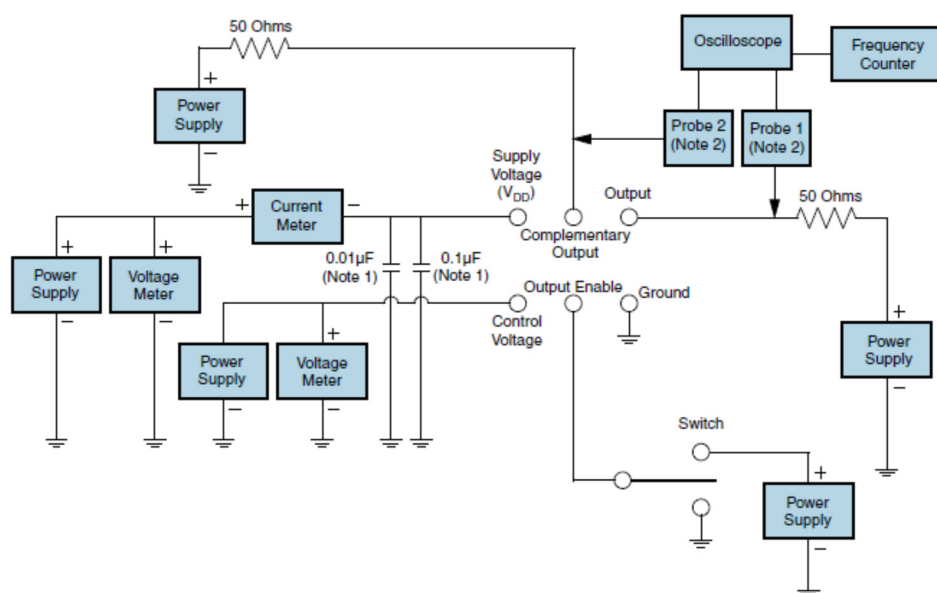 50 Ohms
+
Power
Supply
−
Oscilloscope
Frequency
Counter
Probe 2
(Note 2)
Probe 1
(Note 2)
Supply
Voltage
(VDD)
Output
Complementary
Output
50 Ohms
+
Current
Meter
−
+
Power
Supply
−
+
Voltage
Meter
−
0.01µF
(Note 1)
0.1µF
(Note 1)
Output Enable
Ground
Control
Voltage
Power
Supply
−
+
Voltage
Meter
−
+
Power
Supply
−
Switch
+
Power
Supply
−